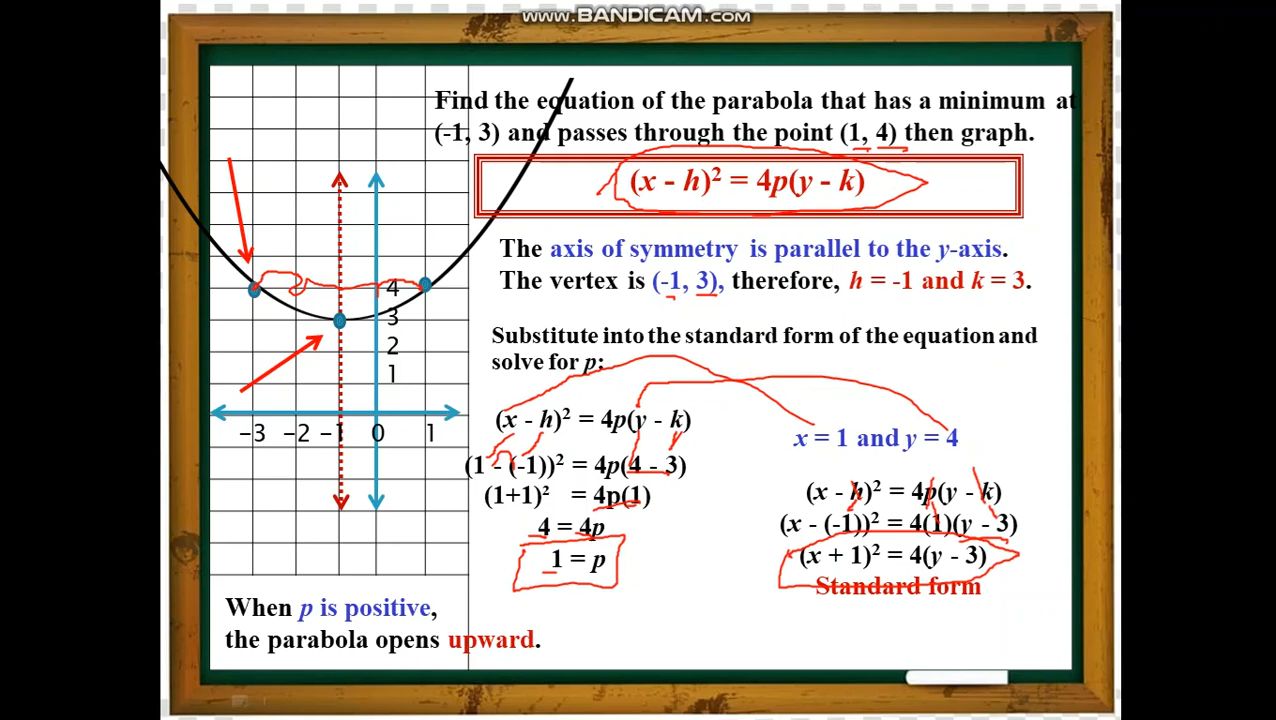 www.BANDICAM.com
Find the equation of the parabola that has a minimum at
(-1, 3) and passes through the point (1, 4) then graph.
(x - h)² = 4p(y - k)
The axis of symmetry is parallel to the y-axis.
The vertex is (-1, 3), therefore, h = -1 and k = 3.
Substitute into the standard form of the equation and
solve for p:
(x - h)² = 4p(y - k)
(1 - (-1))² = 4p(4 - 3)
(1+1)² = 4p(1)
4 = 4p
1 = p
x = 1 and y = 4
(x - h)² = 4p(y - k)
(x - (-1))² = 4(1)(y - 3)
(x + 1)² = 4(y - 3)
Standard form
4
3
2
1
-3 -2 -1 0 1
When p is positive,
the parabola opens upward.